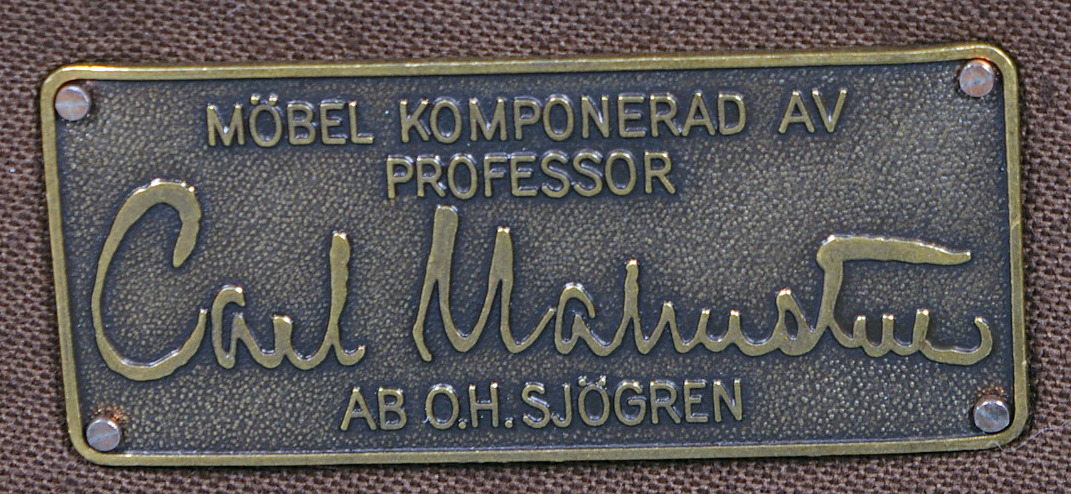 MÖBEL KOMPONERAD AV
PROFESSOR
Carl Malmsten
AB O.H. SJÖGREN